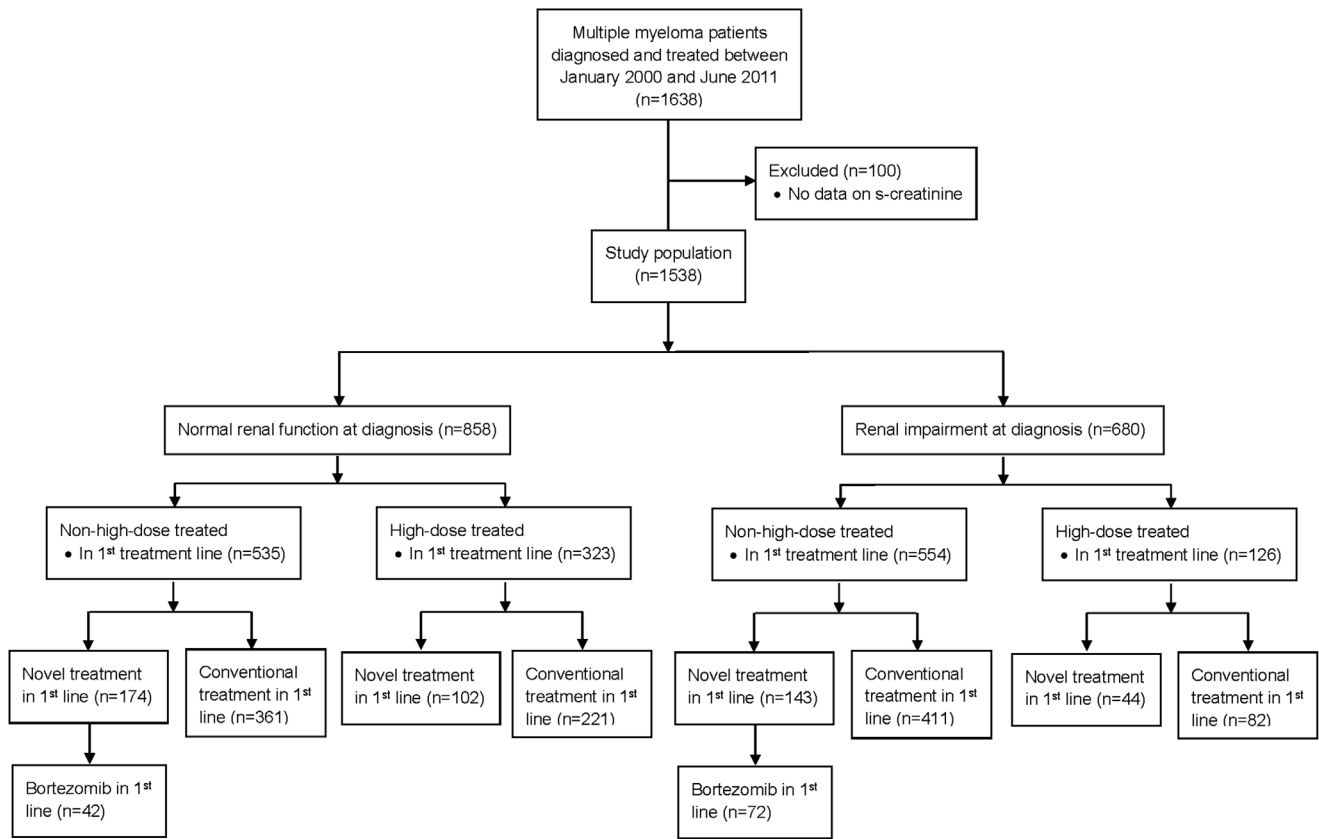 Multiple myeloma patients
diagnosed and treated between
January 2000 and June 2011
(n=1638)
Excluded (n=100)
• No data on s-creatinine
Study population
(n=1538)
Normal renal function at diagnosis (n=858)
Renal impairment at diagnosis (n=680)
Non-high-dose treated
• In 1st treatment line (n=535)
High-dose treated
• In 1st treatment line (n=323)
Non-high-dose treated
• In 1st treatment line (n=554)
High-dose treated
• In 1st treatment line (n=126)
Novel treatment
in 1st line (n=174)
Conventional
treatment in 1st
line (n=361)
Novel treatment
in 1st line (n=102)
Conventional
treatment in 1st
line (n=221)
Novel treatment
in 1st line (n=143)
Conventional
treatment in 1st
line (n=411)
Novel treatment
in 1st line (n=44)
Conventional
treatment in 1st
line (n=82)
Bortezomib in 1st
line (n=42)
Bortezomib in 1st
line (n=72)